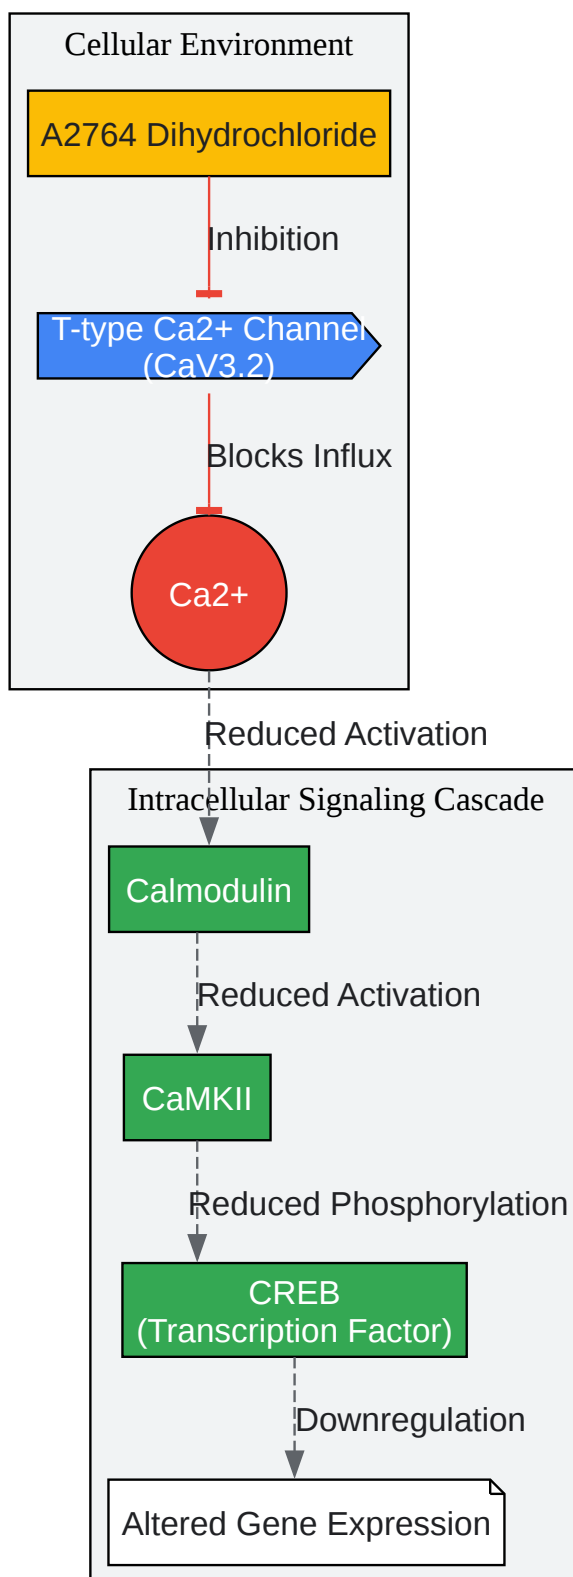 Cellular Environment
A2764 Dihydrochloride
Inhibition
T-type Ca2+ Channel
(CaV3.2)
Blocks Influx
Ca2+
Reduced Activation
Intracellular Signaling Cascade
Calmodulin
Reduced Activation
CaMKII
Reduced Phosphorylation
CREB
(Transcription Factor)
Downregulation
Altered Gene Expression